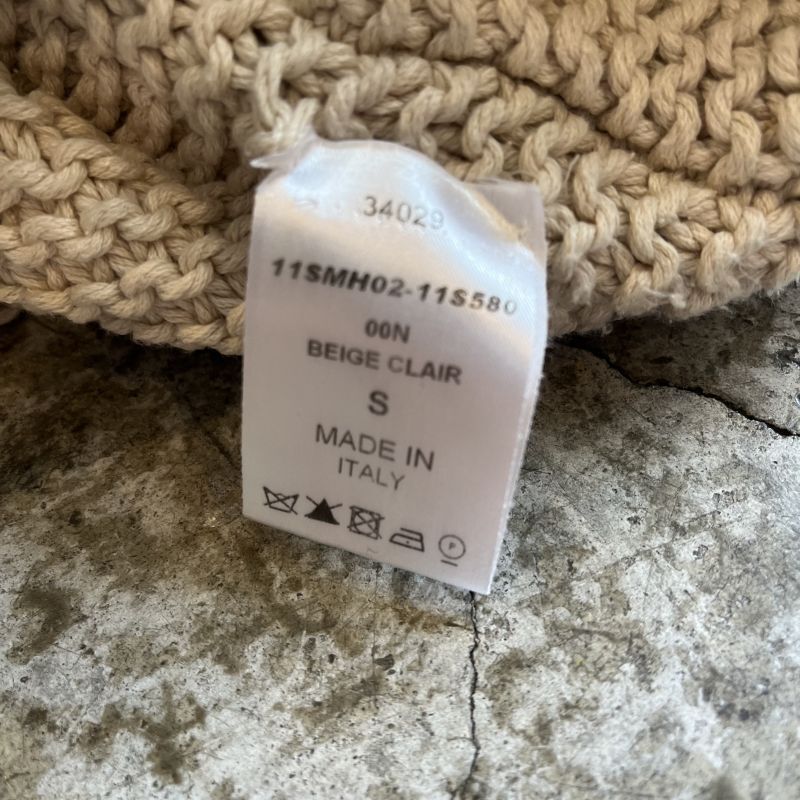 34029
11SMH02-11S580
00N
BEIGE CLAIR
S
MADE IN
ITALY
P